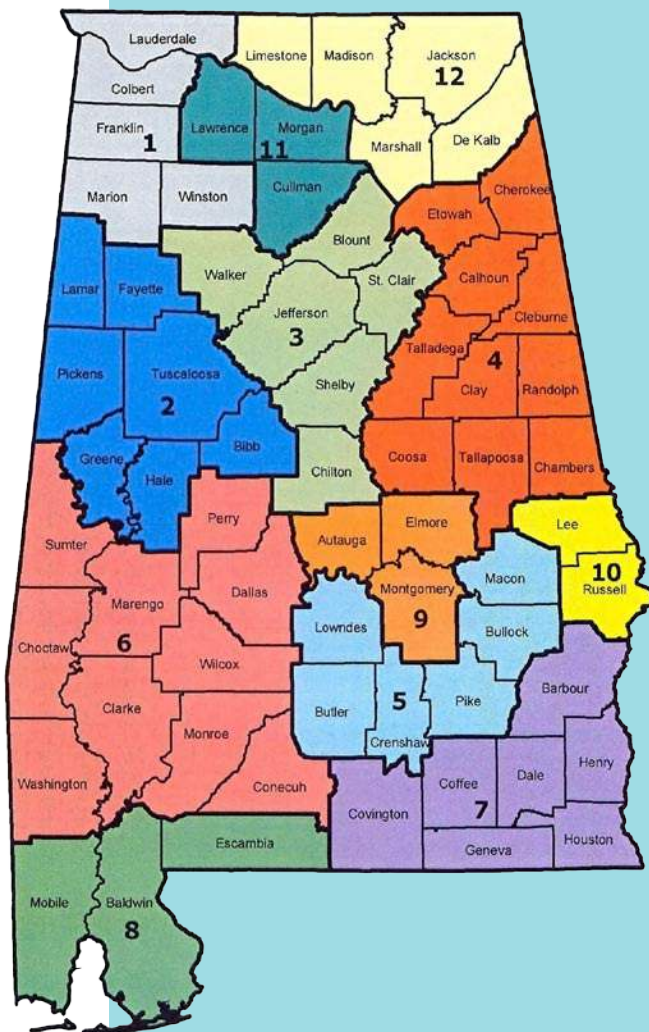 Lauderdale
Limestone
Madison
Jackson
12
Colbert
Franklin
1
Lawrence
Morgan
11
Marshall
De Kalb
Marion
Winston
Cullman
Cherokee
Etowah
Blount
Walker
St. Clair
Calhoun
Lamar
Fayette
Jefferson
3
Cleburne
Talladega
4
Pickens
Tuscaloosa
2
Shelby
Clay
Randolph
Bibb
Greene
Hale
Chilton
Coosa
Tallapoosa
Chambers
Perry
Sumter
Autauga
Elmore
Lee
Macon
10
Russell
Dallas
Marengo
6
Montgomery
9
Lowndes
Bullock
Choctaw
Wilcox
Clarke
Butler
5
Crenshaw
Pike
Barbour
Monroe
Washington
Conecuh
Covington
Coffee
7
Dale
Henry
Escambia
Geneva
Houston
Mobile
Baldwin
8